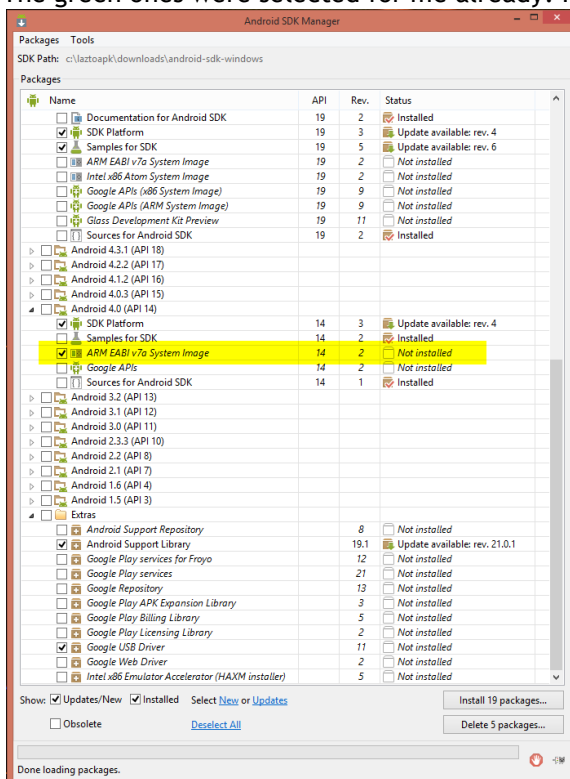 The green ones were selected for me already.
Android SDK Manager
Packages Tools
SDK Path: c:\laztoapk\downloads\android-sdk-windows
Packages
Name API Rev. Status
Documentation for Android SDK 19 2 Installed
SDK Platform 19 3 Update available: rev. 4
Samples for SDK 19 5 Update available: rev. 6
ARM EABI v7a System Image 19 2 Not installed
Intel x86 Atom System Image 19 2 Not installed
Google APIs (x86 System Image) 19 9 Not installed
Google APIs (ARM System Image) 19 9 Not installed
Glass Development Kit Preview 19 11 Not installed
Sources for Android SDK 19 2 Installed
Android 4.3.1 (API 18)
Android 4.2.2 (API 17)
Android 4.1.2 (API 16)
Android 4.0.3 (API 15)
Android 4.0 (API 14)
SDK Platform 14 3 Update available: rev. 4
Samples for SDK 14 2 Installed
ARM EABI v7a System Image 14 2 Not installed
Google APIs 14 2 Not installed
Sources for Android SDK 14 1 Installed
Android 3.2 (API 13)
Android 3.1 (API 12)
Android 3.0 (API 11)
Android 2.3.3 (API 10)
Android 2.2 (API 8)
Android 2.1 (API 7)
Android 1.6 (API 4)
Android 1.5 (API 3)
Extras
Android Support Repository 8 Not installed
Android Support Library 19.1 Update available: rev. 21.0.1
Google Play services for Froyo 12 Not installed
Google Play services 21 Not installed
Google Repository 13 Not installed
Google Play APK Expansion Library 3 Not installed
Google Play Billing Library 5 Not installed
Google Play Licensing Library 2 Not installed
Google USB Driver 11 Not installed
Google Web Driver 2 Not installed
Intel x86 Emulator Accelerator (HAXM installer) 5 Not installed
Show: Updates/New Installed Select New or Updates Install 19 packages...
Obsolete Deselect All Delete 5 packages...
Done loading packages.